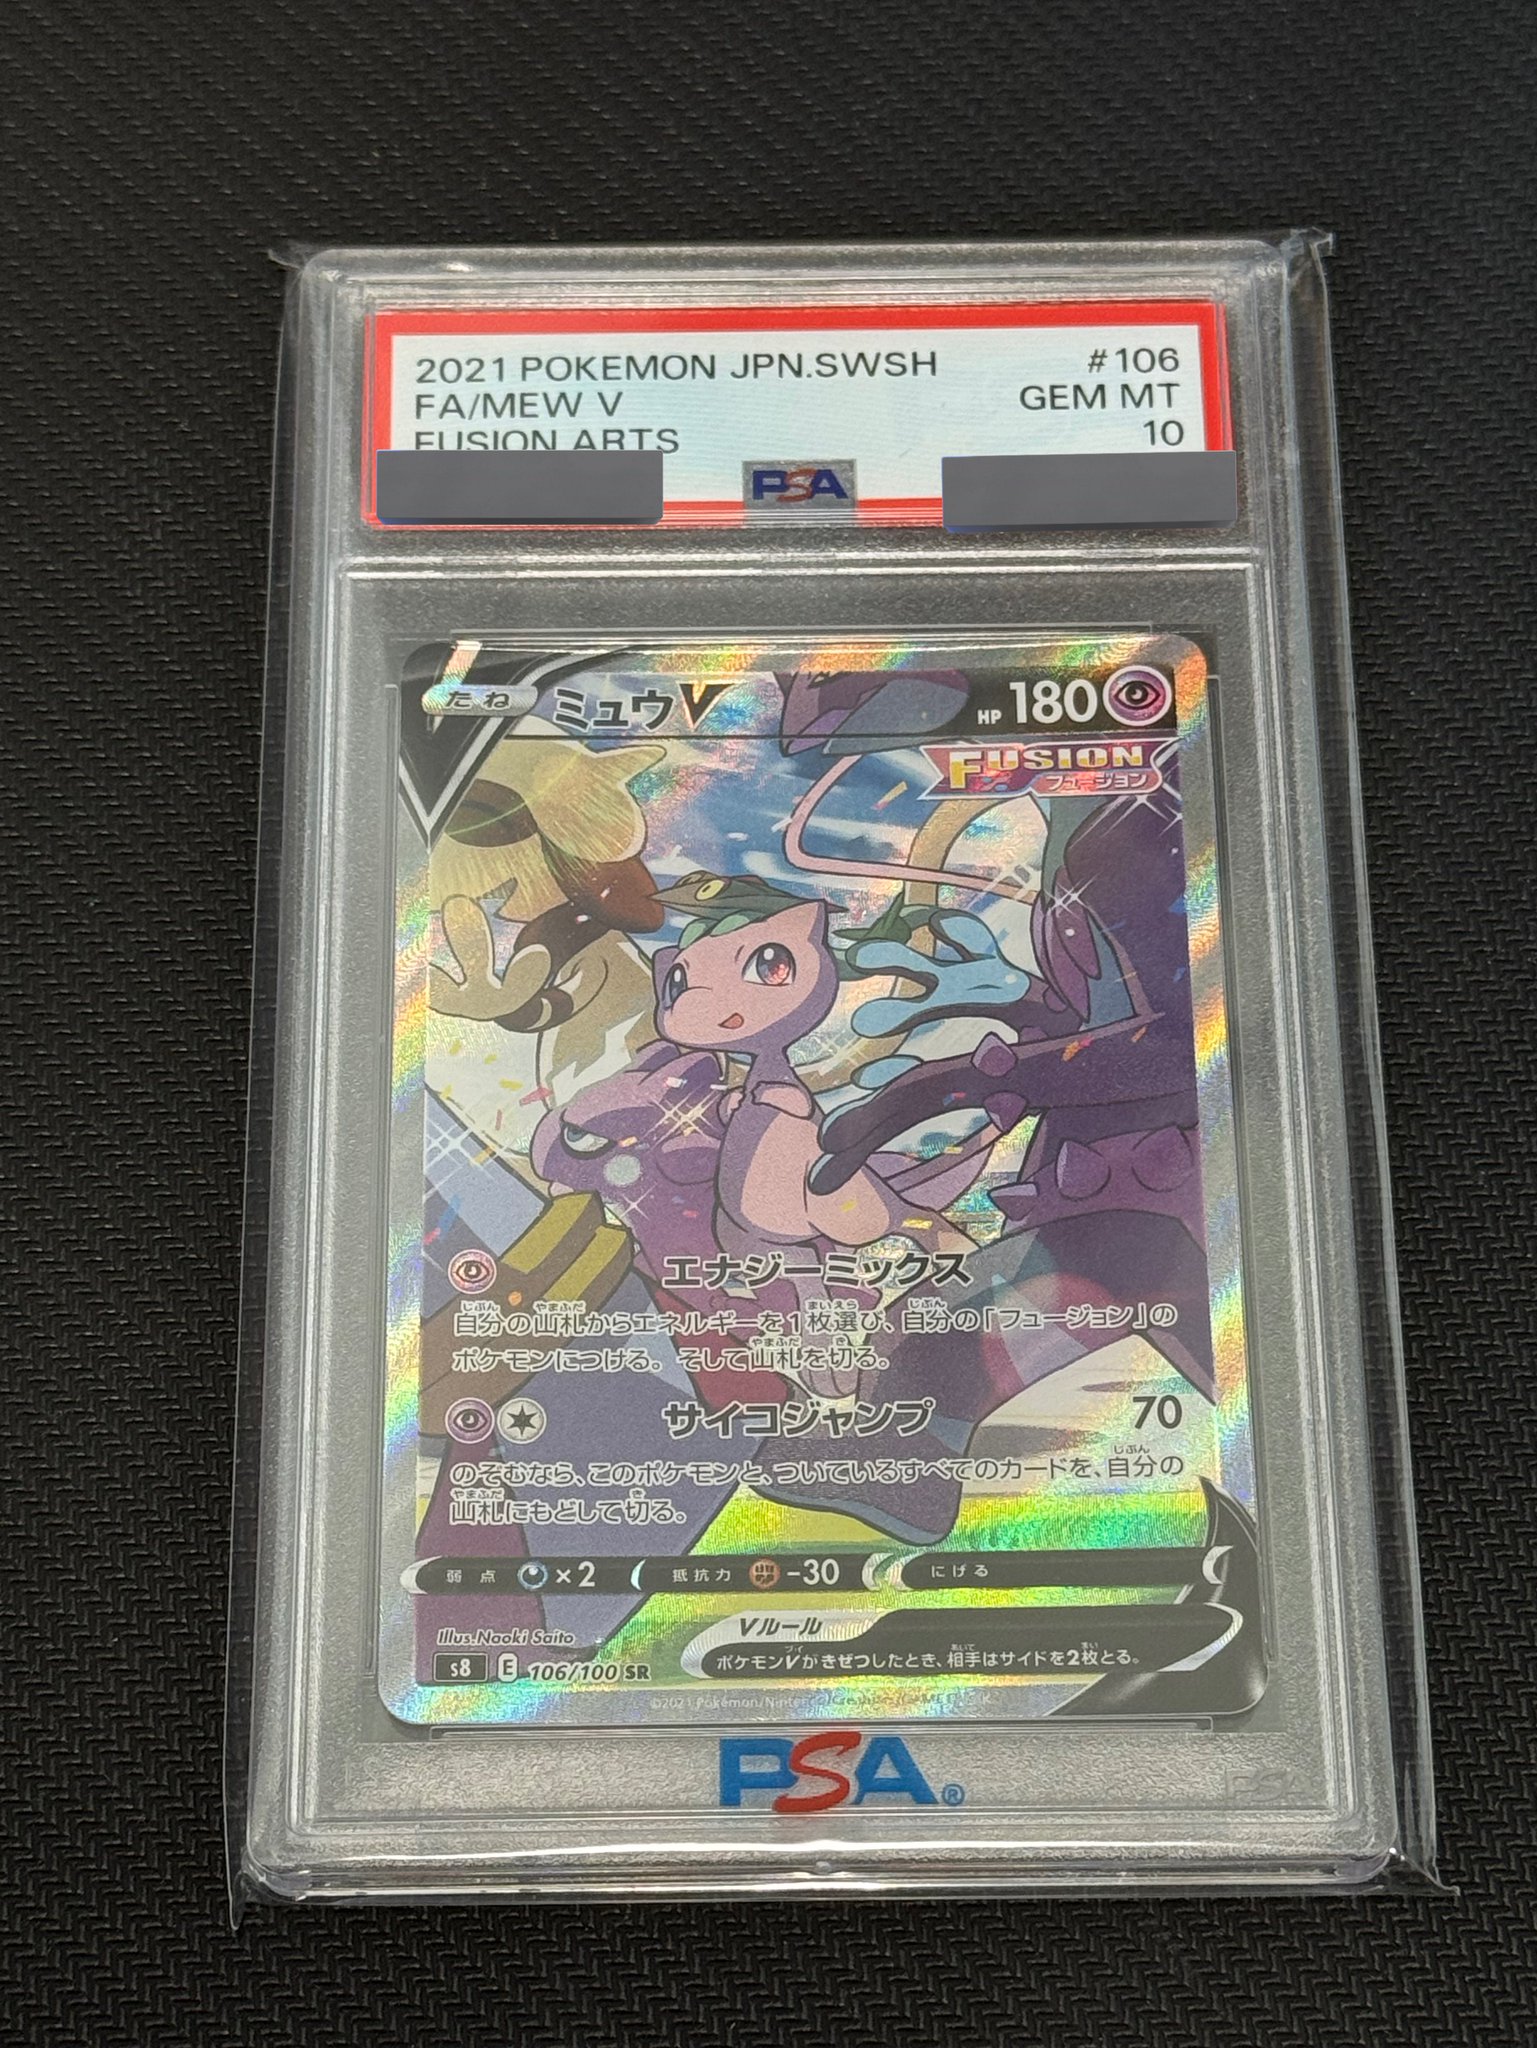 2021 POKEMON JPN.SWSH #106
FA/MEW V GEM MT
FUSION ARTS 10
PSA
たね ミュウV HP 180
FUSION
フュージョン
エナジーミックス
自分の山札からエネルギーを1枚選び、自分の「フュージョン」の
ポケモンにつける。そして山札を切る。
サイコジャンプ 70
のぞむなら、このポケモンと、ついているすべてのカードを、自分の
山札にもどして切る。
弱点 ×2 抵抗力 -30 にげる
Illus.Naoki Saito
Vルール
ポケモンVがきぜつしたとき、相手はサイドを2枚とる。
s8 E 106/100 SR
©2021 Pokémon/Nintendo/Creatures/GAME FREAK
PSA®